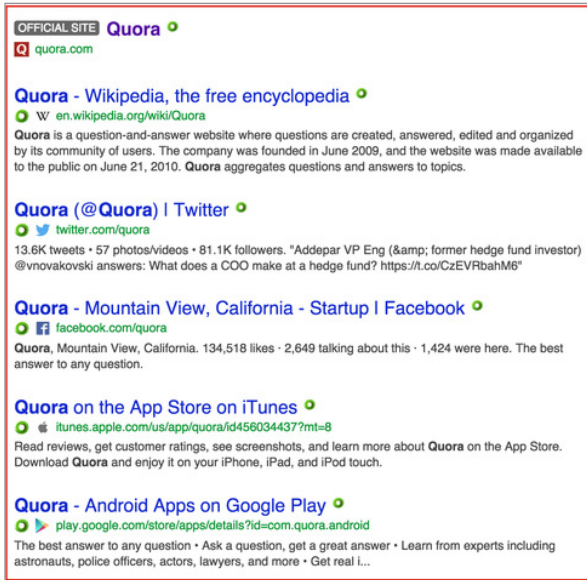 OFFICIAL SITE Quora
Q quora.com
Quora - Wikipedia, the free encyclopedia
W en.wikipedia.org/wiki/Quora
Quora is a question-and-answer website where questions are created, answered, edited and organized
by its community of users. The company was founded in June 2009, and the website was made available
to the public on June 21, 2010. Quora aggregates questions and answers to topics.
Quora (@Quora) | Twitter
twitter.com/quora
13.6K tweets • 57 photos/videos • 81.1K followers. "Addepar VP Eng (&amp; former hedge fund investor)
@vnovakovski answers: What does a COO make at a hedge fund? https://t.co/CzEVRbahM6"
Quora - Mountain View, California - Startup | Facebook
f facebook.com/quora
Quora, Mountain View, California. 134,518 likes · 2,649 talking about this · 1,424 were here. The best
answer to any question.
Quora on the App Store on iTunes
itunes.apple.com/us/app/quora/id456034437?mt=8
Read reviews, get customer ratings, see screenshots, and learn more about Quora on the App Store.
Download Quora and enjoy it on your iPhone, iPad, and iPod touch.
Quora - Android Apps on Google Play
play.google.com/store/apps/details?id=com.quora.android
The best answer to any question • Ask a question, get a great answer • Learn from experts including
astronauts, police officers, actors, lawyers, and more • Get real i...